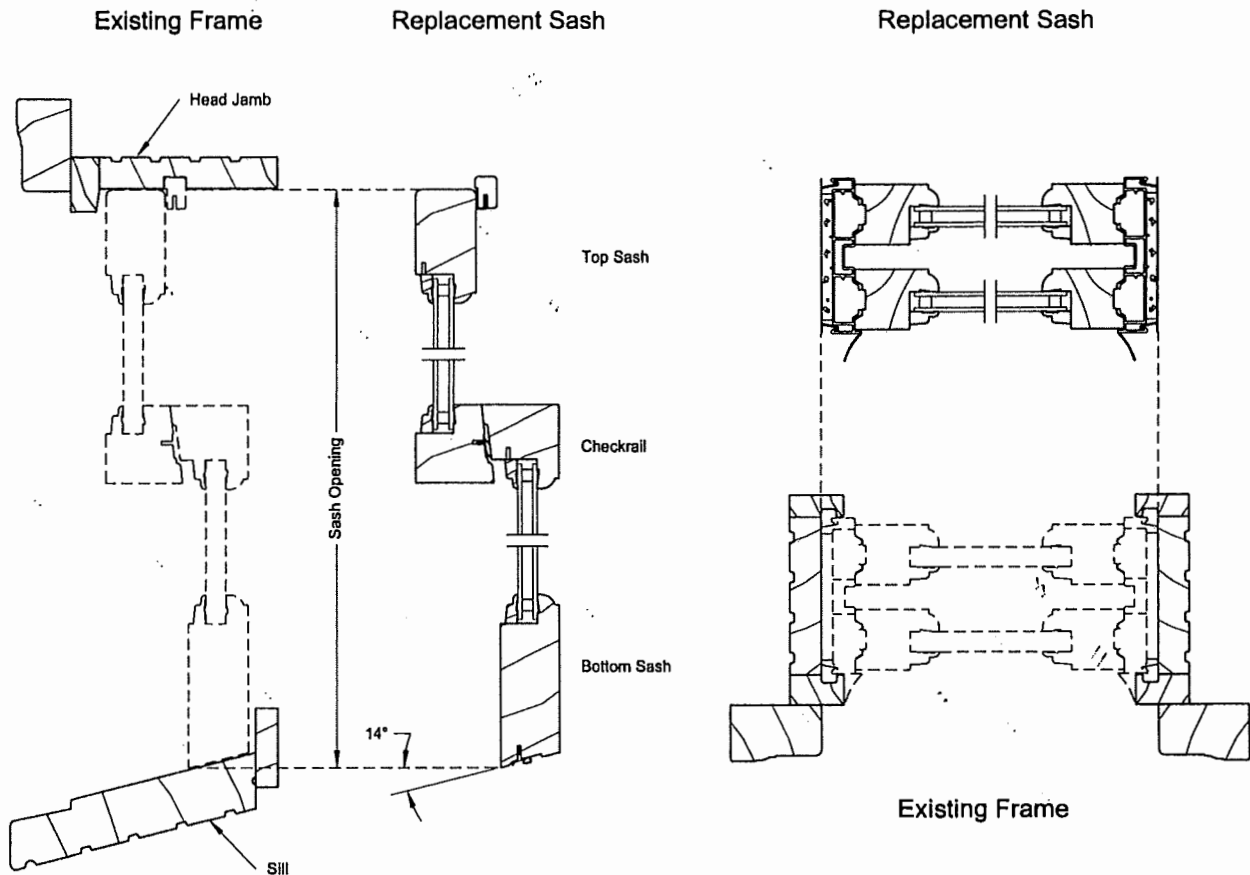 Existing Frame
Replacement Sash
Replacement Sash
Head Jamb
Top Sash
Sash Opening
Checkrail
Bottom Sash
14°
Existing Frame
Sill